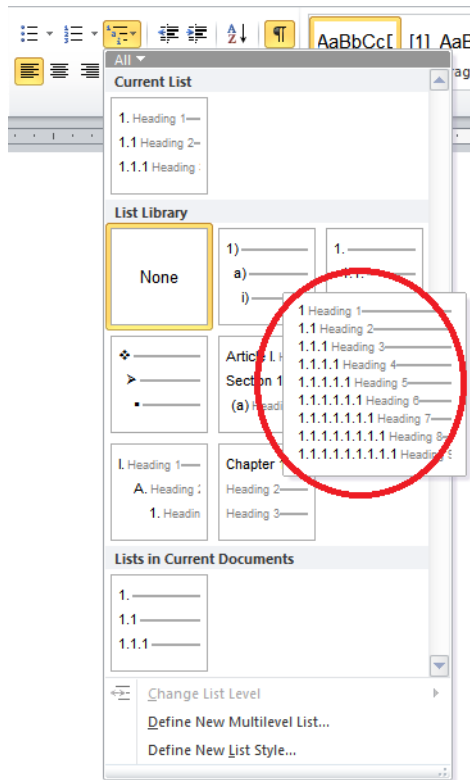 AaBbCcD [1] AaB
All
Current List
1. Heading 1
1.1 Heading 2
1.1.1 Heading
List Library
None
1)
a)
i)
1.
1.1.
Article I. H
Section 1
(a) Headi
1 Heading 1
1.1 Heading 2
1.1.1 Heading 3
1.1.1.1 Heading 4
1.1.1.1.1 Heading 5
1.1.1.1.1.1 Heading 6
1.1.1.1.1.1.1 Heading 7
1.1.1.1.1.1.1.1 Heading 8
1.1.1.1.1.1.1.1.1 Heading 9
I. Heading 1
A. Heading 2
1. Headin
Chapter
Heading 2
Heading 3
Lists in Current Documents
1.
1.1
1.1.1
Change List Level
Define New Multilevel List...
Define New List Style...